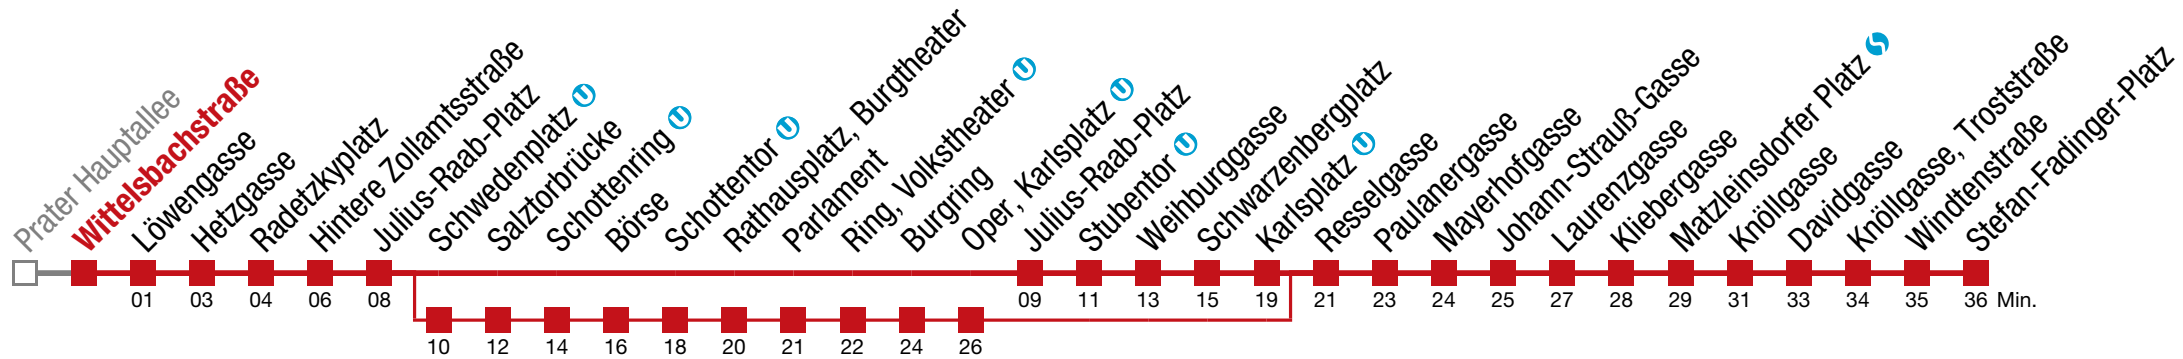 Prater Hauptallee
Wittelsbachstraße
Löwengasse
Hetzgasse
Radetzkyplatz
Hintere Zollamtsstraße
Julius-Raab-Platz
Schwedenplatz U
Salztorbrücke
Schottenring U
Börse
Schottentor U
Rathausplatz, Burgtheater
Parlament
Ring, Volkstheater U
Burgring
Oper, Karlsplatz U
Julius-Raab-Platz
Stubentor U
Weihburggasse
Schwarzenbergplatz
Karlsplatz U
Resselgasse
Paulanergasse
Mayerhofgasse
Johann-Strauß-Gasse
Laurenzgasse
Kliebergasse
Matzleinsdorfer Platz S
Knöllgasse
Davidgasse
Knöllgasse, Troststraße
Windtenstraße
Stefan-Fadinger-Platz
01 03 04 06 08 09 11 13 15 19 21 23 24 25 27 28 29 31 33 34 35 36 Min.
10 12 14 16 18 20 21 22 24 26